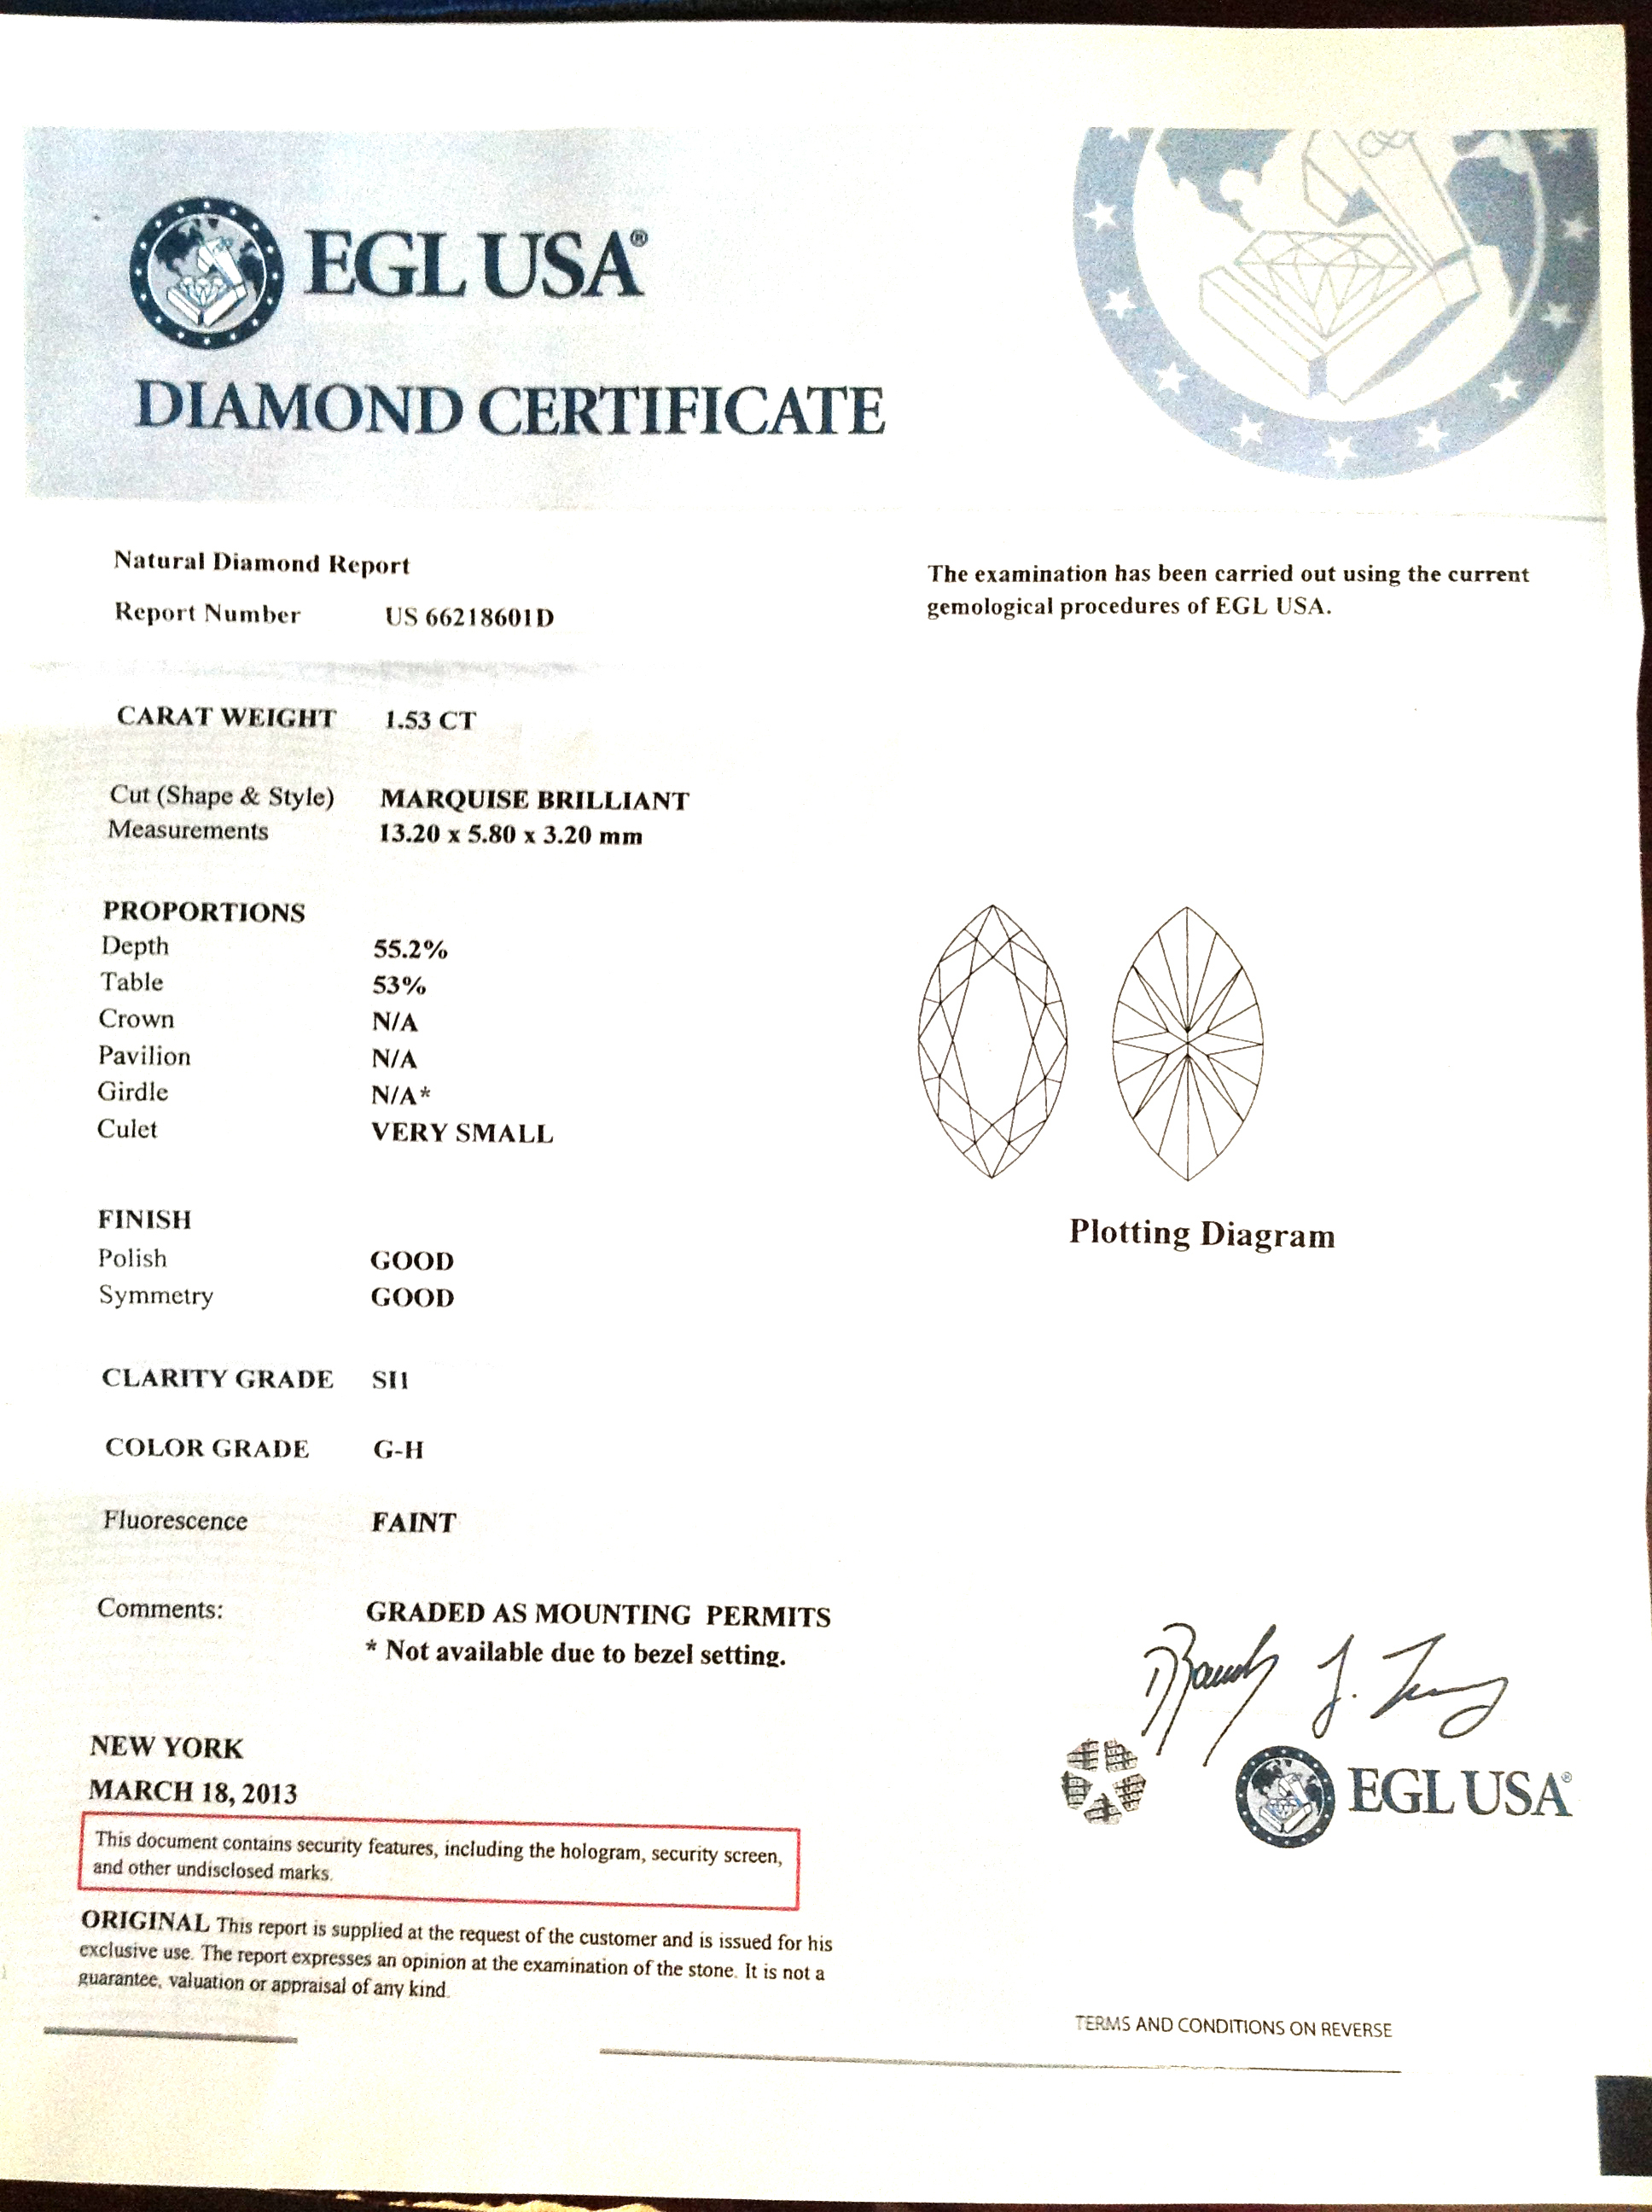 EGL USA®
DIAMOND CERTIFICATE
Natural Diamond Report
Report Number US 66218601D
The examination has been carried out using the current
gemological procedures of EGL USA.
CARAT WEIGHT 1.53 CT
Cut (Shape & Style) MARQUISE BRILLIANT
Measurements 13.20 x 5.80 x 3.20 mm
PROPORTIONS
Depth 55.2%
Table 53%
Crown N/A
Pavilion N/A
Girdle N/A*
Culet VERY SMALL
Plotting Diagram
FINISH
Polish GOOD
Symmetry GOOD
CLARITY GRADE SI1
COLOR GRADE G-H
Fluorescence FAINT
Comments: GRADED AS MOUNTING PERMITS
* Not available due to bezel setting.
NEW YORK
MARCH 18, 2013
EGL USA®
This document contains security features, including the hologram, security screen,
and other undisclosed marks.
ORIGINAL This report is supplied at the request of the customer and is issued for his
exclusive use. The report expresses an opinion at the examination of the stone. It is not a
guarantee, valuation or appraisal of any kind.
TERMS AND CONDITIONS ON REVERSE